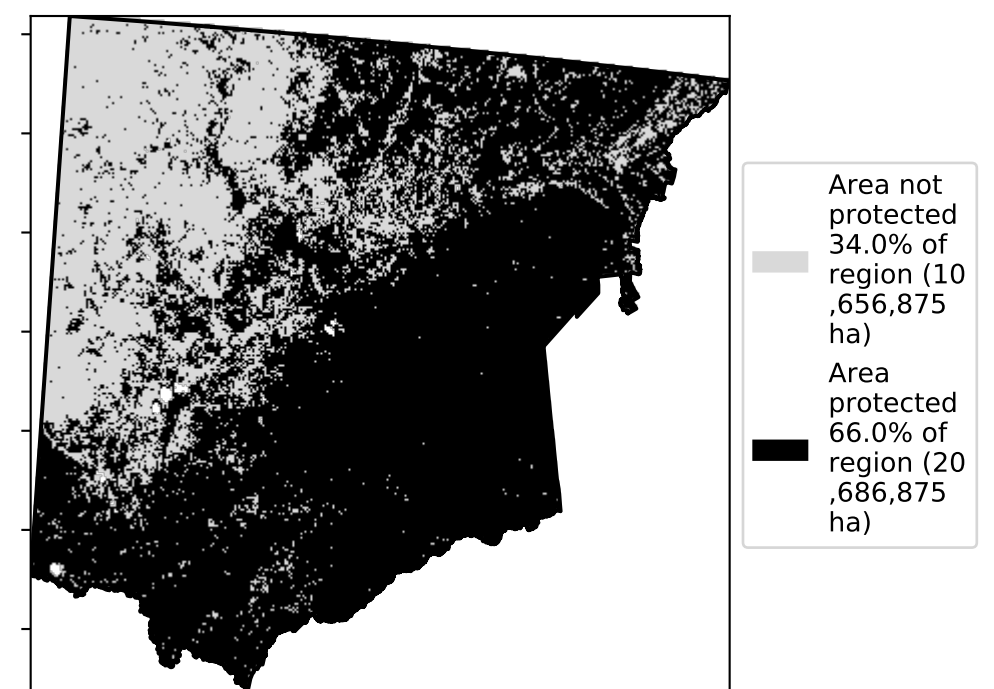 Area not
protected
34.0% of
region (10
,656,875
ha)
Area
protected
66.0% of
region (20
,686,875
ha)